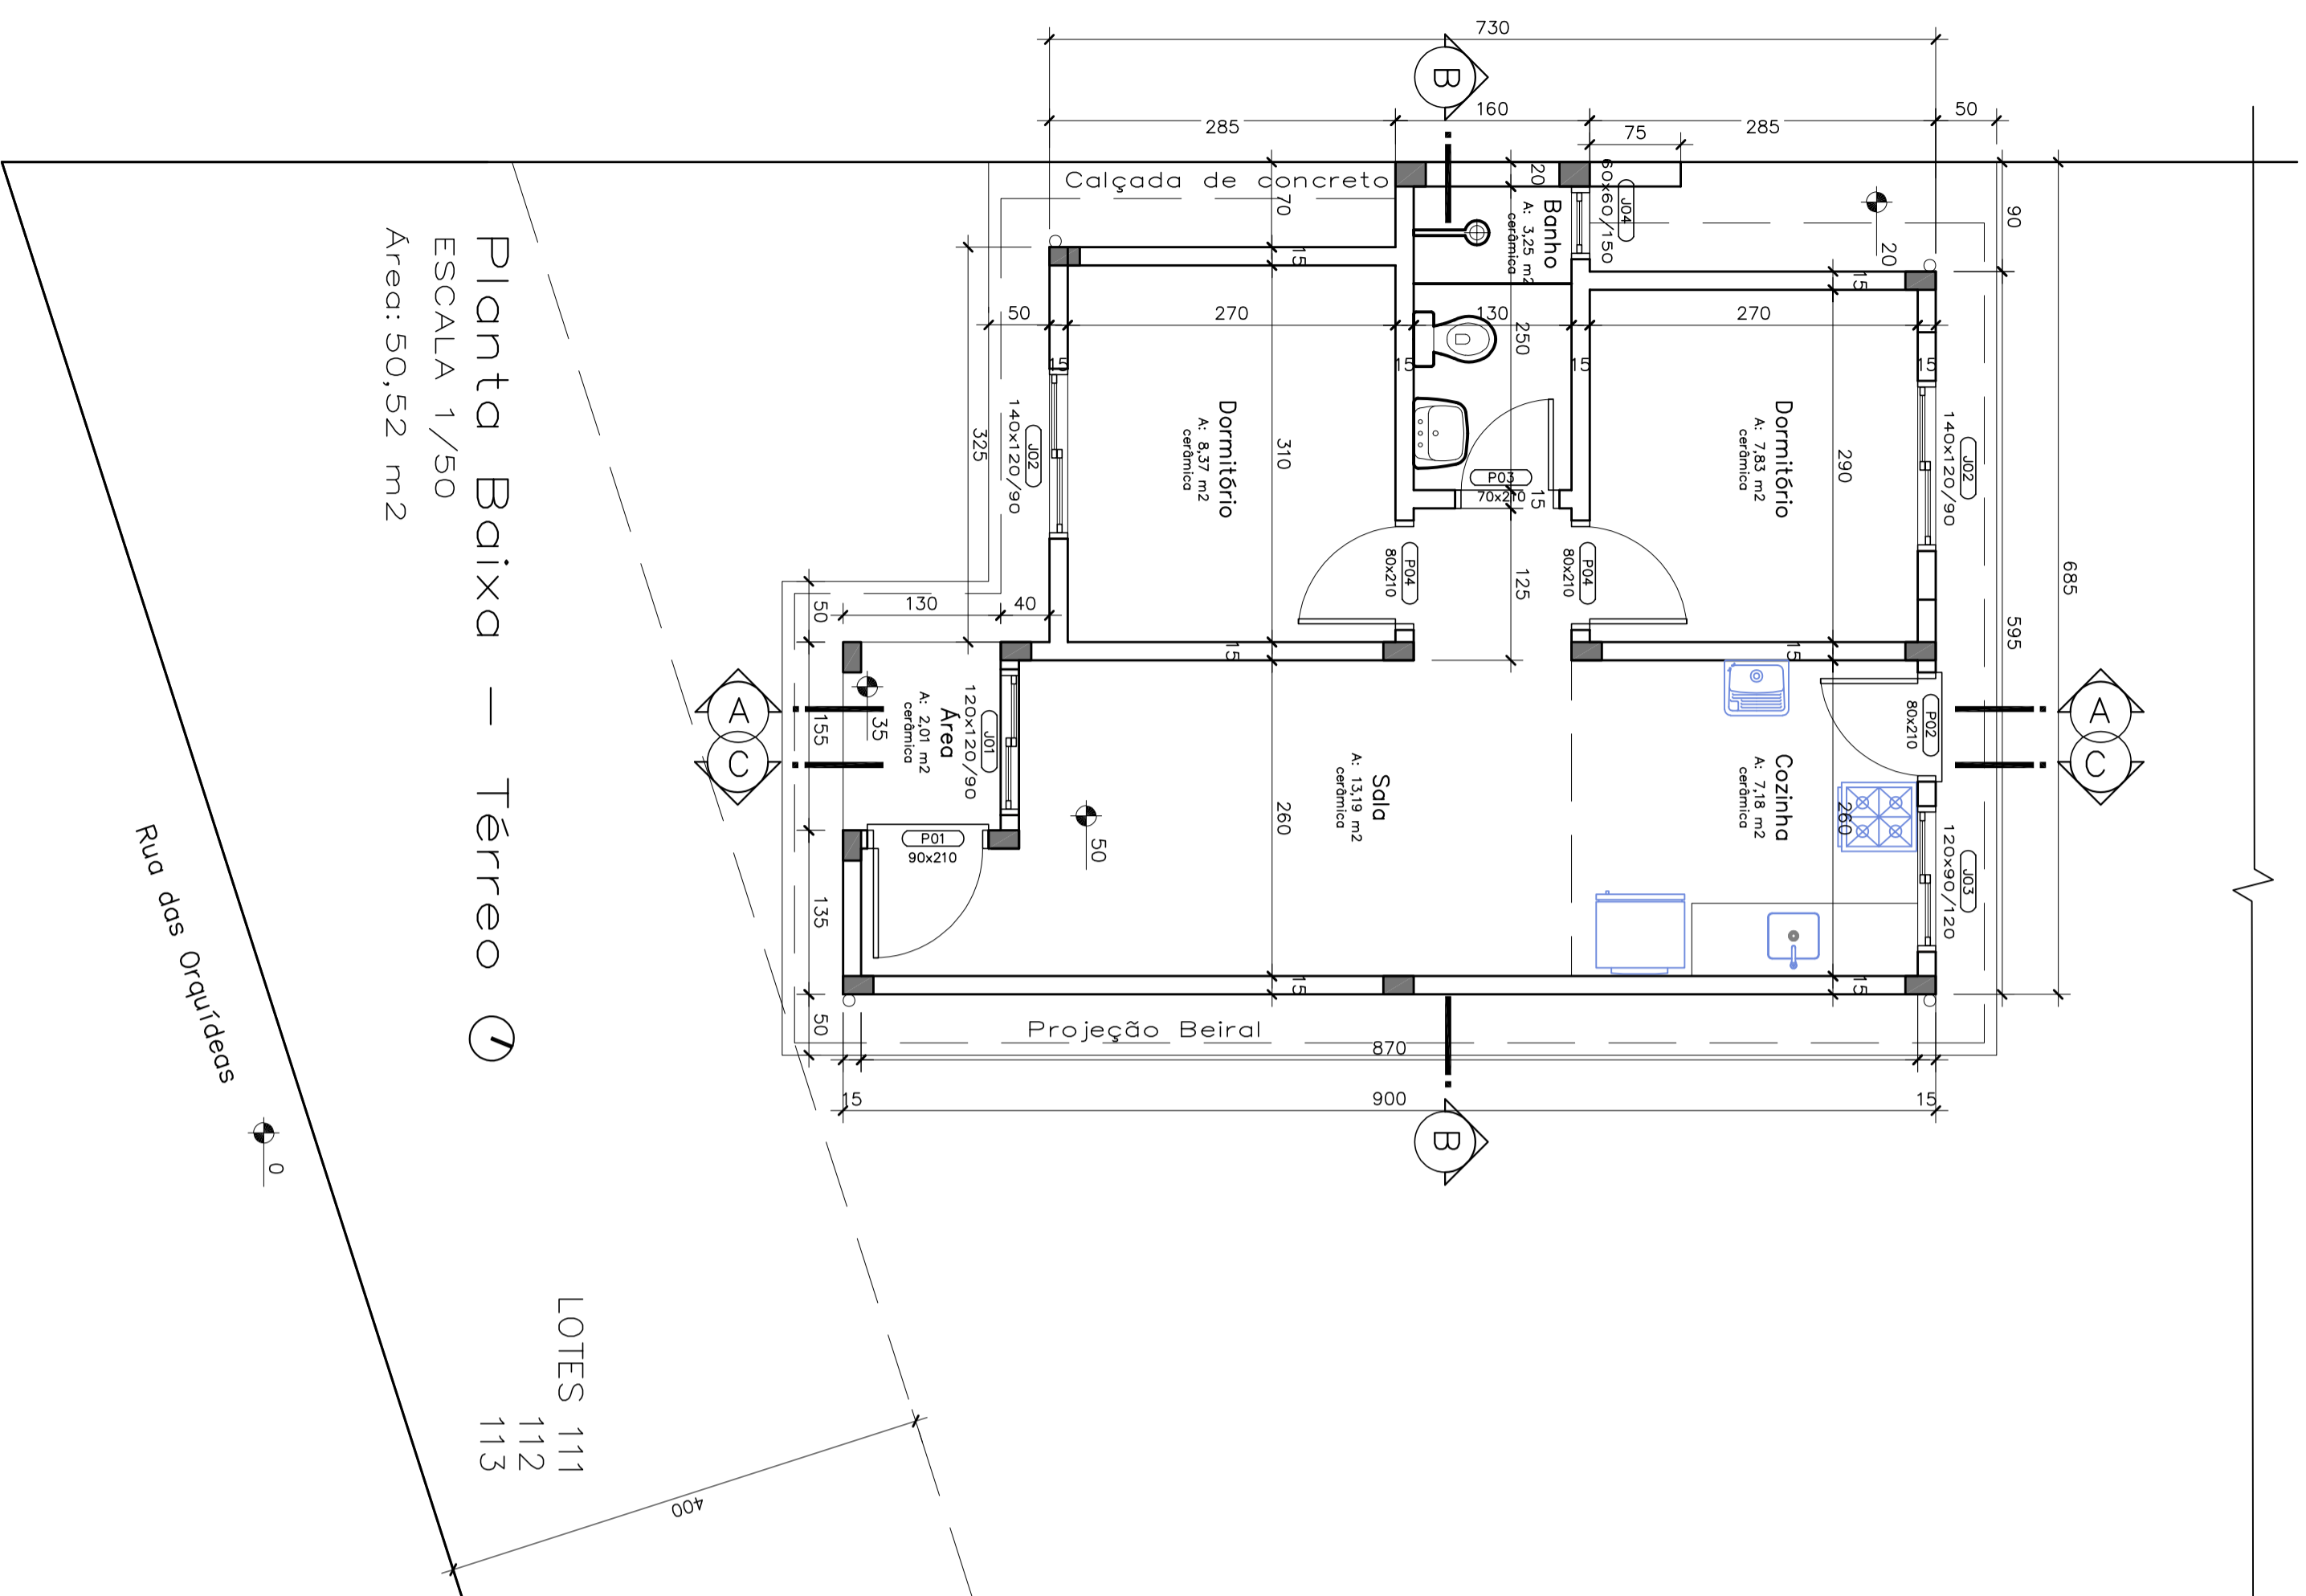 730
B
285
160
285
50
75
Calçada de concreto
70
20
J04
60x60/150
20
90
685
595
Banho
A: 3,25 m2
cerâmica
15
15
50
270
130
270
250
15
15
15
15
Dormitório
A: 8,37 m2
cerâmica
310
325
J02
140x120/90
Dormitório
A: 7,83 m2
cerâmica
290
J02
140x120/90
P03
70x210
15
P04
80x210
P04
80x210
125
130
40
50
15
15
155
135
50
A
C
35
Área
A: 2,01 m2
cerâmica
J01
120x120/90
P01
90x210
50
Sala
A: 13,19 m2
cerâmica
260
Cozinha
A: 7,18 m2
cerâmica
260
P02
80x210
J03
120x90/120
A
C
15
15
Projeção Beiral
870
15
900
15
B
Planta Baixa – Térreo
ESCALA 1/50
Área: 50,52 m2
Rua das Orquídeas
0
LOTES 111
112
113
400